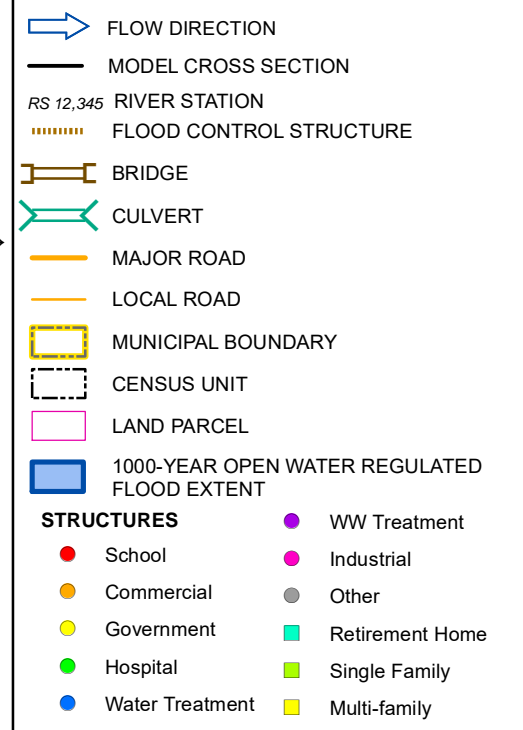 FLOW DIRECTION
MODEL CROSS SECTION
RS 12,345 RIVER STATION
FLOOD CONTROL STRUCTURE
BRIDGE
CULVERT
MAJOR ROAD
LOCAL ROAD
MUNICIPAL BOUNDARY
CENSUS UNIT
LAND PARCEL
1000-YEAR OPEN WATER REGULATED
FLOOD EXTENT
STRUCTURES
School
Commercial
Government
Hospital
Water Treatment
WW Treatment
Industrial
Other
Retirement Home
Single Family
Multi-family